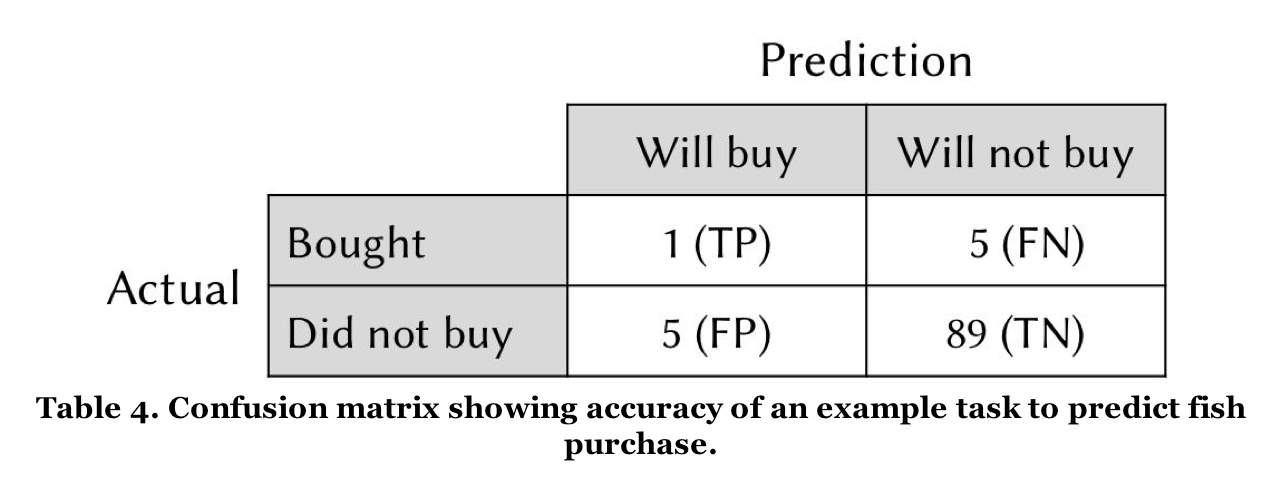 Prediction
Will buy Will not buy
Bought 1 (TP) 5 (FN)
Actual
Did not buy 5 (FP) 89 (TN)
Table 4. Confusion matrix showing accuracy of an example task to predict fish
purchase.